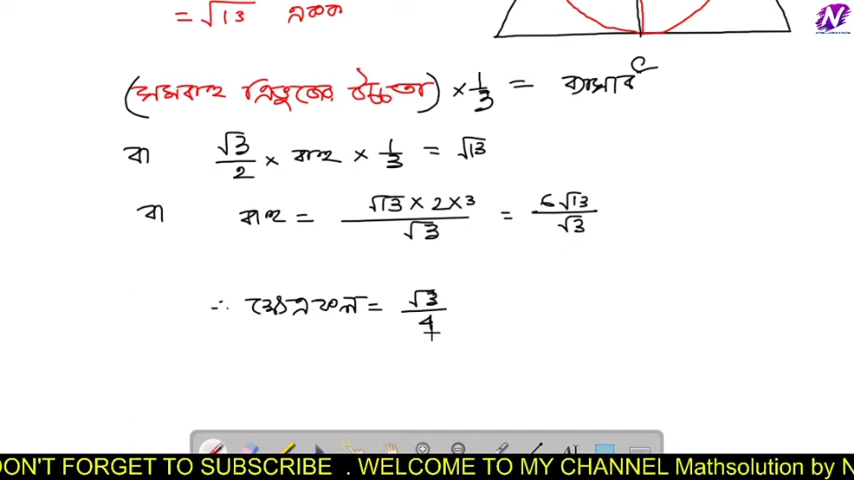 = √13 একক
(সমবাহু ত্রিভুজের উচ্চতা) × 1/3 = ব্যাসার্ধ
বা √3/2 × বাহু × 1/3 = √13
বা বাহু = √13 × 2 × 3/√3 = 6√13/√3
∴ ক্ষেত্রফল = √3/4
DON'T FORGET TO SUBSCRIBE . WELCOME TO MY CHANNEL Mathsolution by N